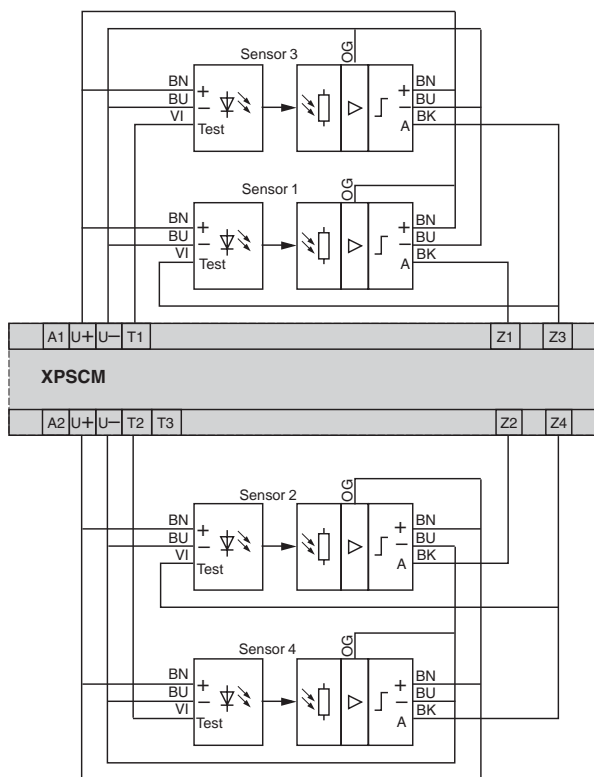 Sensor 3
OG
BN + + BN
BU − − BU
VI A BK
Test
Sensor 1
OG
BN + + BN
BU − − BU
VI A BK
Test
A1 U+ U− T1 Z1 Z3
XPSCM
A2 U+ U− T2 T3 Z2 Z4
Sensor 2
OG
BN + + BN
BU − − BU
VI A BK
Test
Sensor 4
OG
BN + + BN
BU − − BU
VI A BK
Test